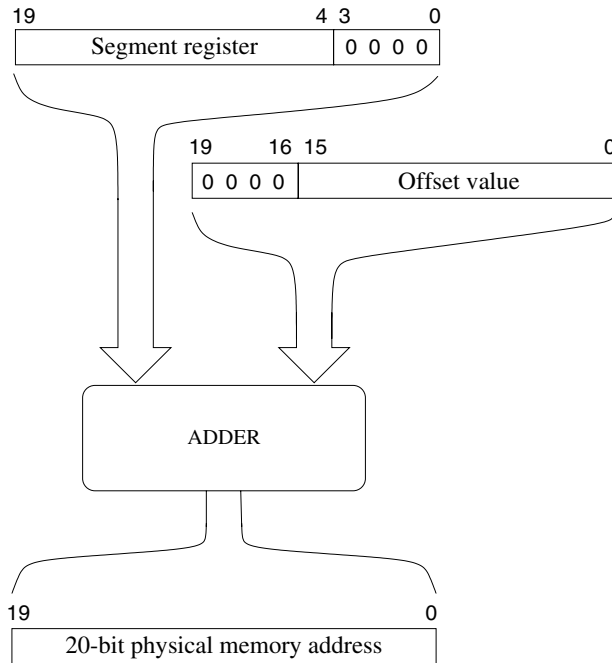 19 4 3 0
Segment register 0 0 0 0
19 16 15 0
0 0 0 0 Offset value
ADDER
19 0
20-bit physical memory address